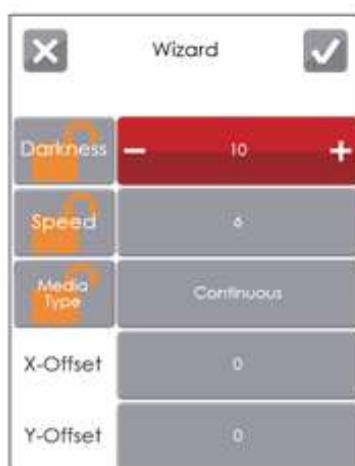 Wizard
Darkness
− 10 +
Speed
6
Media
Type
Continuous
X-Offset
0
Y-Offset
0